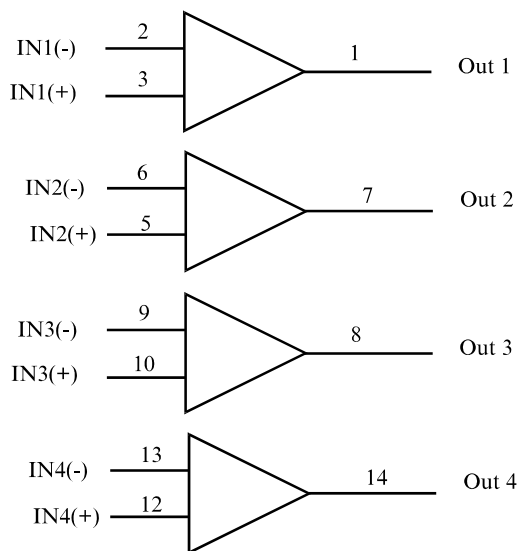 IN1(-) 2
1 Out 1
IN1(+) 3
IN2(-) 6
7 Out 2
IN2(+) 5
IN3(-) 9
8 Out 3
IN3(+) 10
IN4(-) 13
14 Out 4
IN4(+) 12